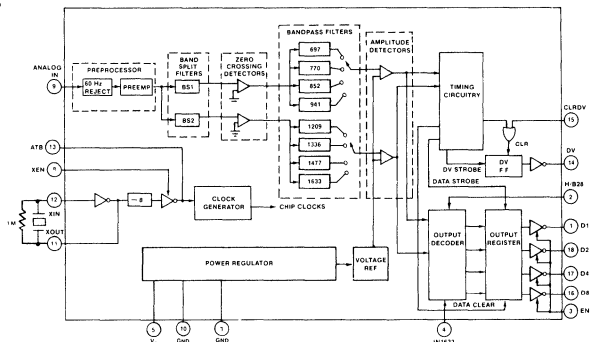 BANDPASS FILTERS
AMPLITUDE
DETECTORS
BAND
SPLIT
FILTERS
ZERO
CROSSING
DETECTORS
PREPROCESSOR
ANALOG
IN
9
60 Hz
REJECT
PREEMP
BS1
BS2
697
770
852
941
1209
1336
1477
1633
TIMING
CIRCUITRY
CLRDV
15
CLR
DV
F F
DV
14
DV STROBE
DATA STROBE
H/B28
2
ATB
13
XEN
12
XIN
1M
XOUT
11
CLOCK
GENERATOR
CHIP CLOCKS
OUTPUT
DECODER
OUTPUT
REGISTER
1
D1
18
D2
17
D4
16
D8
3
EN
DATA CLEAR
POWER REGULATOR
VOLTAGE
REF
5
10
GND
GND
4